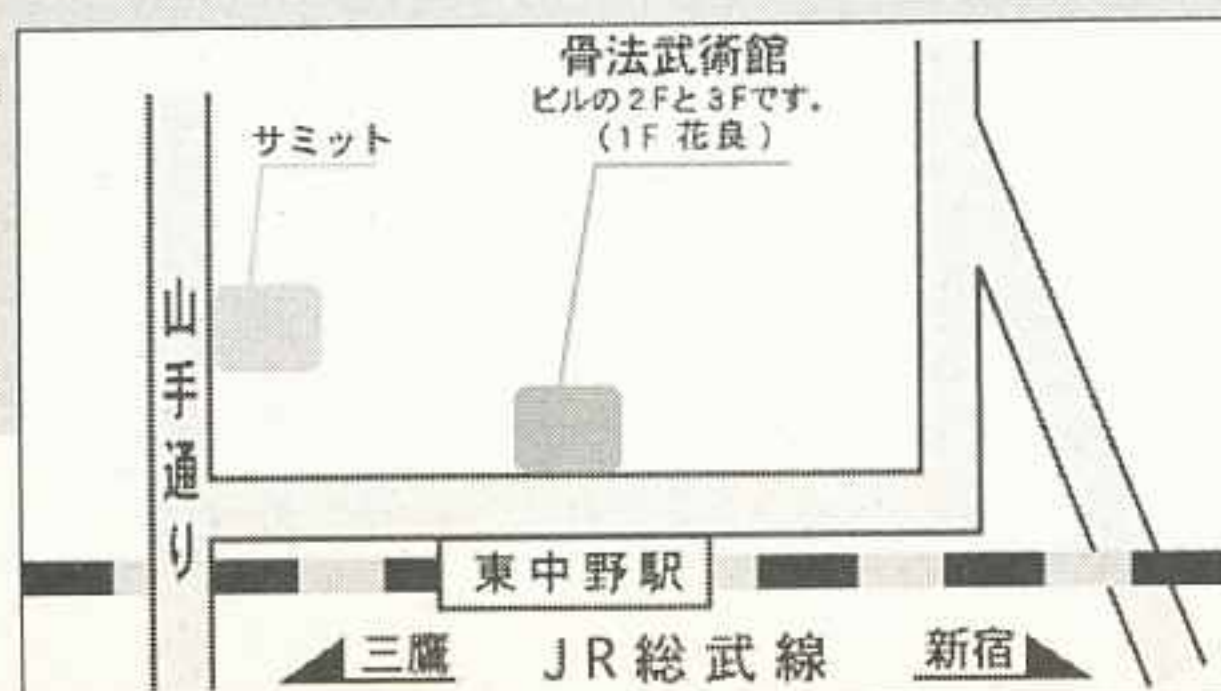 骨法武術館
ビルの2Fと3Fです。
(1F 花良)
サミット
山手通り
東中野駅
三鷹
JR総武線
新宿